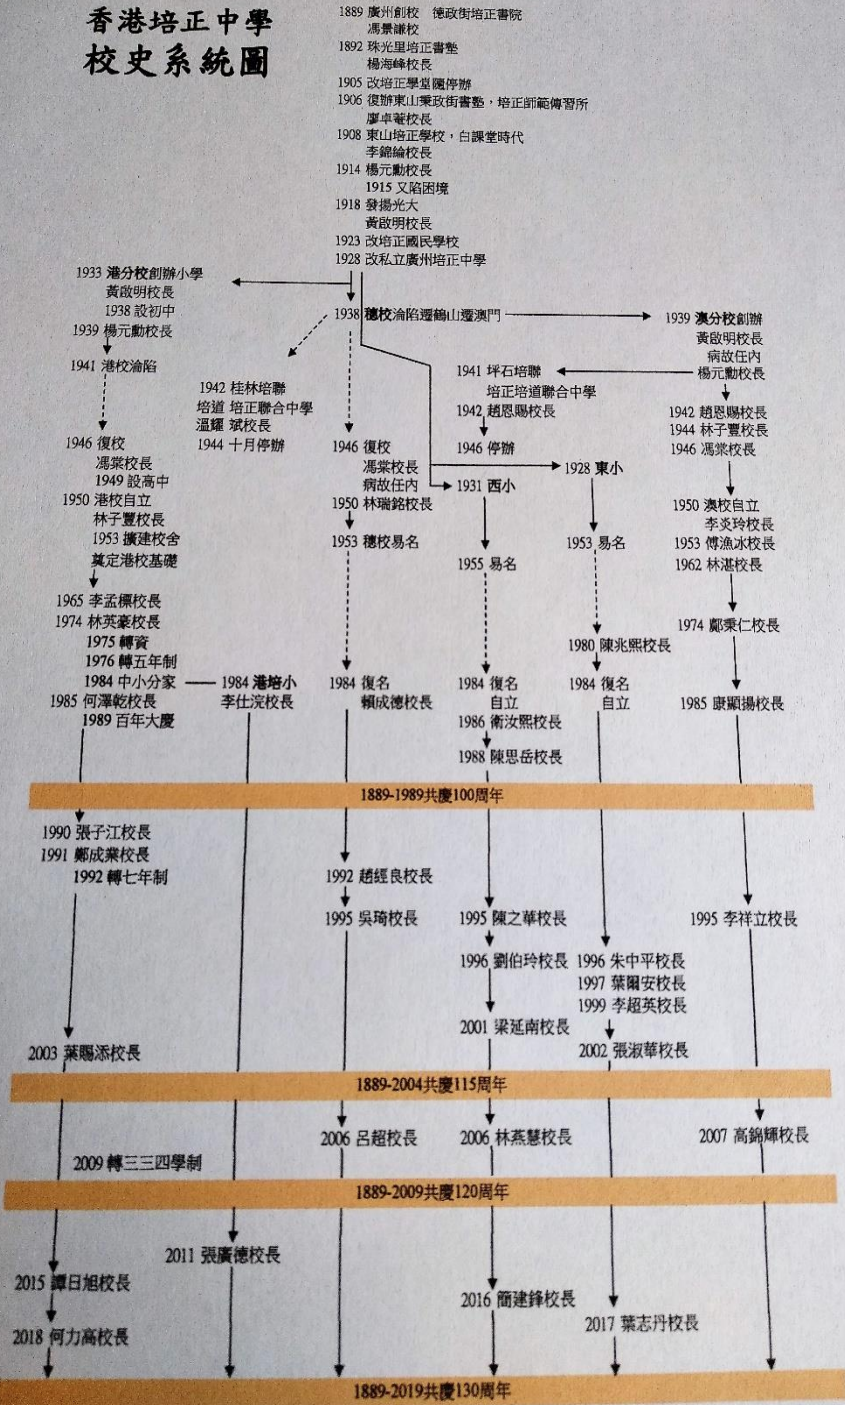 香港培正中學
校史系統圖
1889 廣州創校　德政街培正書院
馮景謙校
1892 珠光里培正書塾
楊海峰校長
1905 改培正學堂隨停辦
1906 復辦東山秉政街書塾，培正師範傳習所
廖卓菴校長
1908 東山培正學校，白課堂時代
李錦綸校長
1914 楊元勳校長
1915 又陷困境
1918 發揚光大
黃啟明校長
1923 改培正國民學校
1928 改私立廣州培正中學
1933 港分校創辦小學
黃啟明校長
1938 設初中
1939 楊元勳校長
1941 港校淪陷
1946 復校
馮棠校長
1949 設高中
1950 港校自立
林子豐校長
1953 擴建校舍
奠定港校基礎
1965 李孟標校長
1974 林英豪校長
1975 轉資
1976 轉五年制
1984 中小分家
1985 何澤乾校長
1989 百年大慶
1984 港培小
李仕浣校長
1938 穗校淪陷遷鶴山遷澳門
1942 桂林培聯
培道 培正聯合中學
溫耀 斌校長
1944 十月停辦
1946 復校
馮棠校長
病故任內
1950 林瑞銘校長
1953 穗校易名
1984 復名
賴成德校長
1941 坪石培聯
培正培道聯合中學
1942 趙恩賜校長
1946 停辦
1931 西小
1955 易名
1984 復名
自立
1986 衛汝熙校長
1988 陳思岳校長
1928 東小
1953 易名
1980 陳兆熙校長
1984 復名
自立
1939 澳分校創辦
黃啟明校長
病故任內
楊元勳校長
1942 趙恩賜校長
1944 林子豐校長
1946 馮棠校長
1950 澳校自立
李炎玲校長
1953 傅漁冰校長
1962 林湛校長
1974 鄺秉仁校長
1985 康顯揚校長
1889-1989共慶100周年
1990 張子江校長
1991 鄭成業校長
1992 轉七年制
2003 葉賜添校長
1992 趙經良校長
1995 吳琦校長
1995 陳之華校長
1996 劉伯玲校長
2001 梁延南校長
1996 朱中平校長
1997 葉爾安校長
1999 李超英校長
2002 張淑華校長
1995 李祥立校長
1889-2004共慶115周年
2006 呂超校長
2006 林燕慧校長
2007 高錦輝校長
2009 轉三三四學制
1889-2009共慶120周年
2011 張廣德校長
2015 譚日旭校長
2018 何力高校長
2016 簡建鋒校長
2017 葉志丹校長
1889-2019共慶130周年